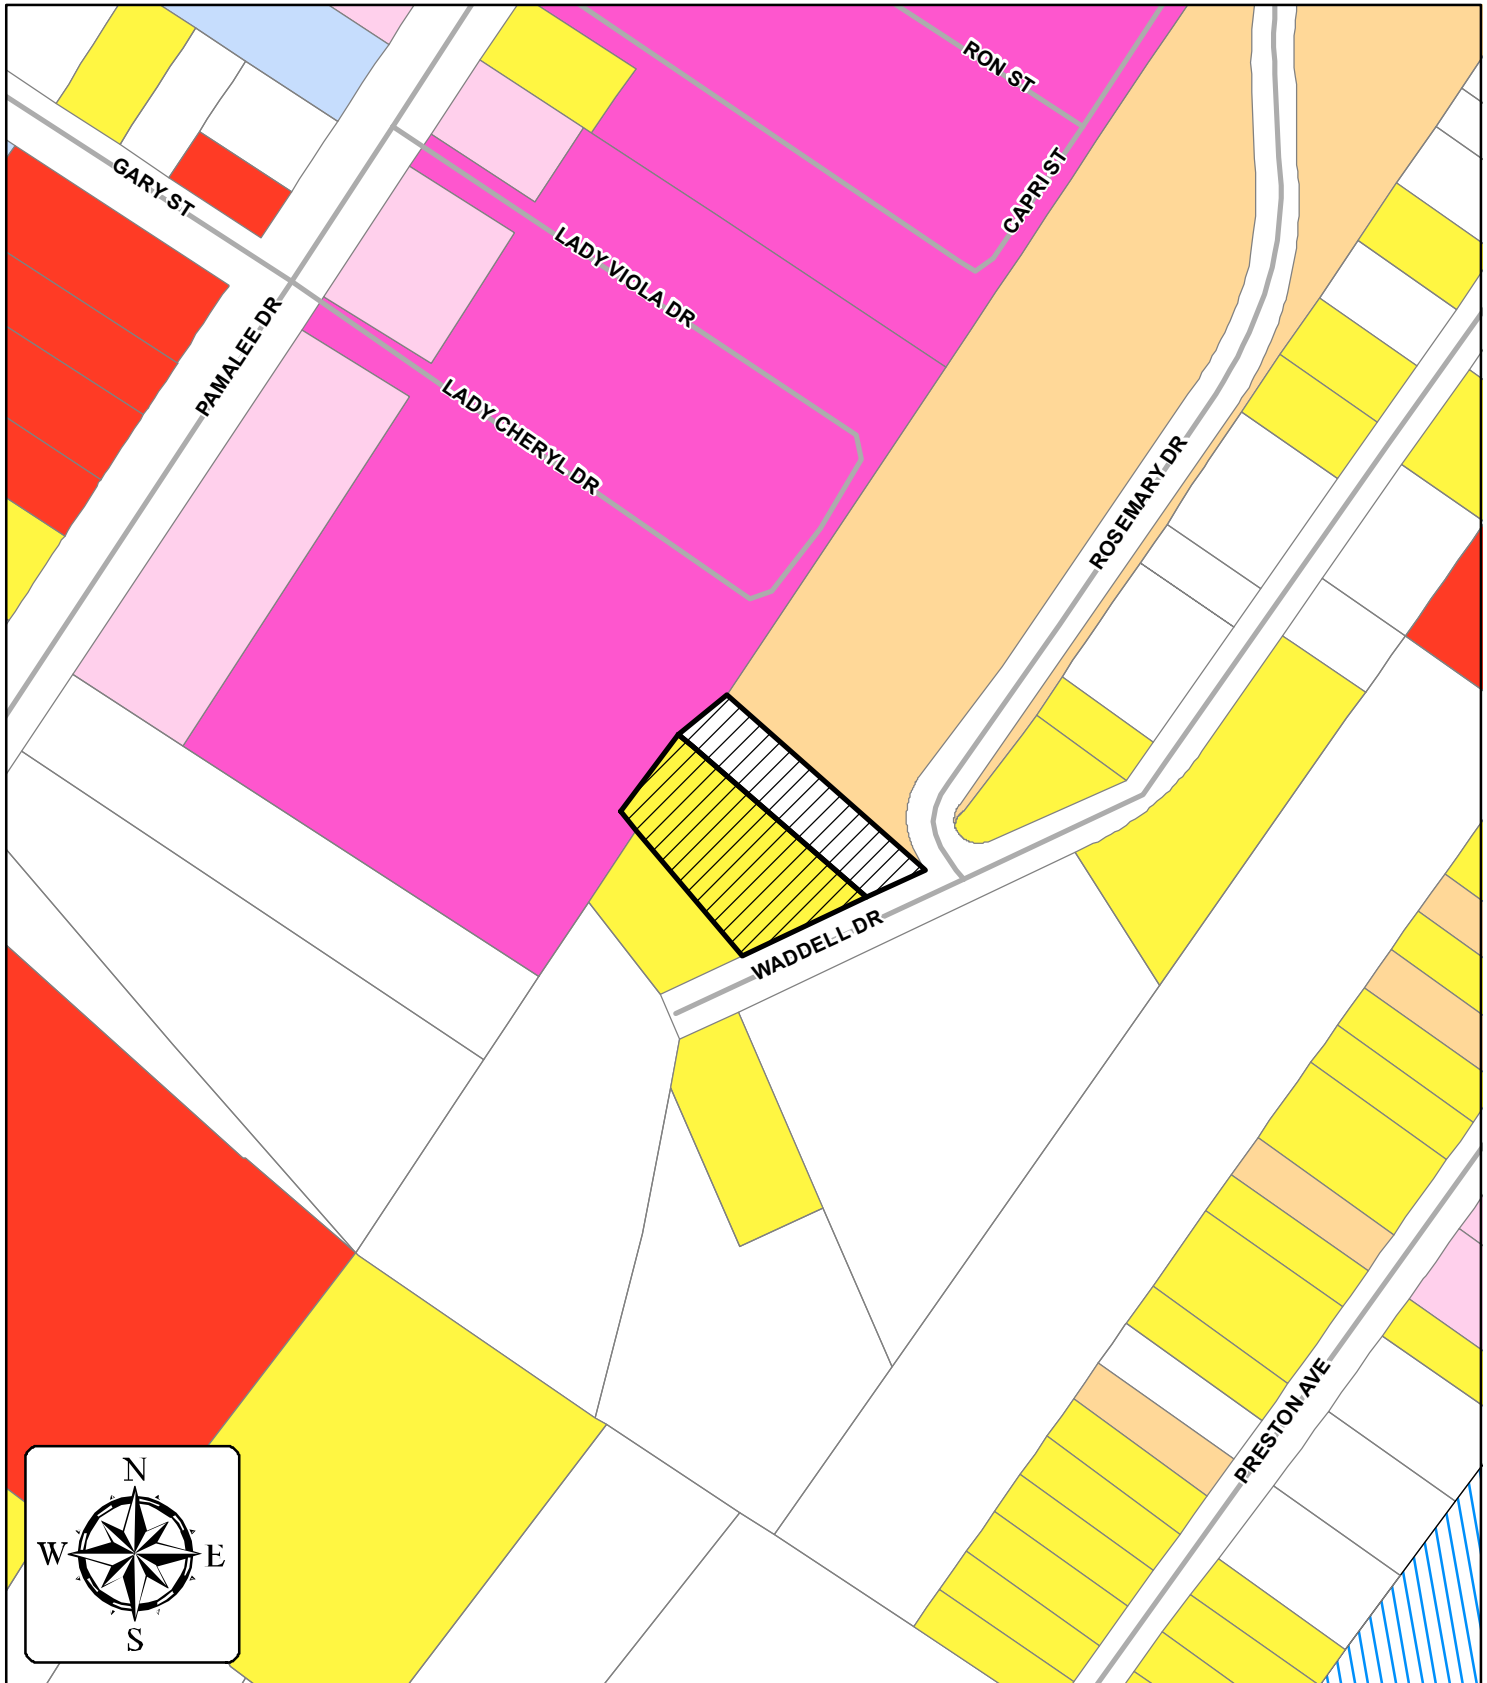 RON ST
CAPRI ST
GARY ST
LADY VIOLA DR
PAMALEE DR
LADY CHERYL DR
ROSEMARY DR
WADDELL DR
PRESTON AVE
N
W E
S